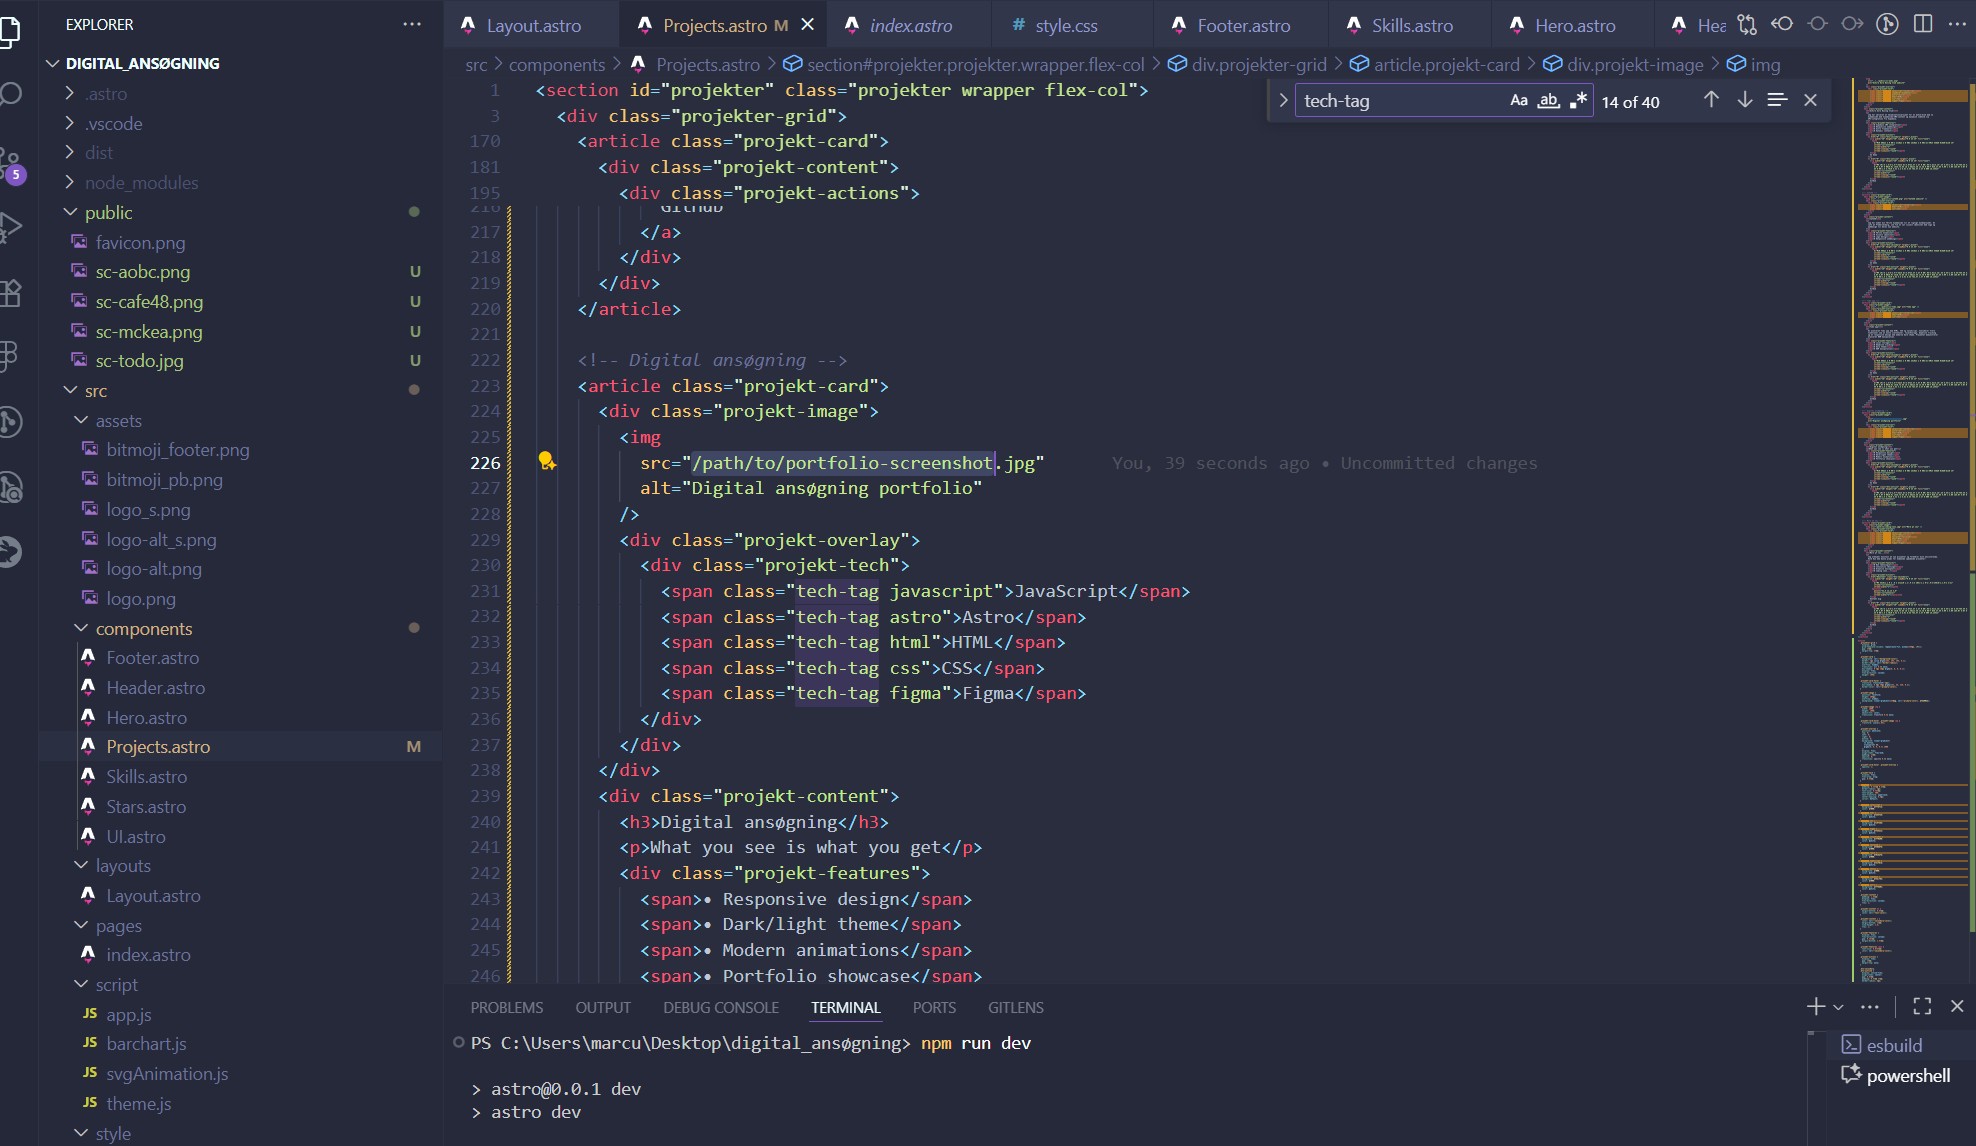 EXPLORER
DIGITAL_ANSØGNING
.astro
.vscode
dist
node_modules
public
favicon.png
sc-aobc.png U
sc-cafe48.png U
sc-mckea.png U
sc-todo.jpg U
src
assets
bitmoji_footer.png
bitmoji_pb.png
logo_s.png
logo-alt_s.png
logo-alt.png
logo.png
components
Footer.astro
Header.astro
Hero.astro
Projects.astro M
Skills.astro
Stars.astro
UI.astro
layouts
Layout.astro
pages
index.astro
script
JS app.js
JS barchart.js
JS svgAnimation.js
JS theme.js
style
5
Layout.astro Projects.astro M index.astro # style.css Footer.astro Skills.astro Hero.astro Hea
src > components > Projects.astro > section#projekter.projekter.wrapper.flex-col > div.projekter-grid > article.projekt-card > div.projekt-image > img
tech-tag Aa ab .* 14 of 40
1 <section id="projekter" class="projekter wrapper flex-col">
3 <div class="projekter-grid">
170 <article class="projekt-card">
181 <div class="projekt-content">
195 <div class="projekt-actions">
216 Github
217 </a>
218 </div>
219 </div>
220 </article>
221
222 <!-- Digital ansøgning -->
223 <article class="projekt-card">
224 <div class="projekt-image">
225 <img
226 src="/path/to/portfolio-screenshot.jpg" You, 39 seconds ago • Uncommitted changes
227 alt="Digital ansøgning portfolio"
228 />
229 <div class="projekt-overlay">
230 <div class="projekt-tech">
231 <span class="tech-tag javascript">JavaScript</span>
232 <span class="tech-tag astro">Astro</span>
233 <span class="tech-tag html">HTML</span>
234 <span class="tech-tag css">CSS</span>
235 <span class="tech-tag figma">Figma</span>
236 </div>
237 </div>
238 </div>
239 <div class="projekt-content">
240 <h3>Digital ansøgning</h3>
241 <p>What you see is what you get</p>
242 <div class="projekt-features">
243 <span>• Responsive design</span>
244 <span>• Dark/light theme</span>
245 <span>• Modern animations</span>
246 <span>• Portfolio showcase</span>
PROBLEMS OUTPUT DEBUG CONSOLE TERMINAL PORTS GITLENS
PS C:\Users\marcu\Desktop\digital_ansøgning> npm run dev
> astro@0.0.1 dev
> astro dev
esbuild
powershell